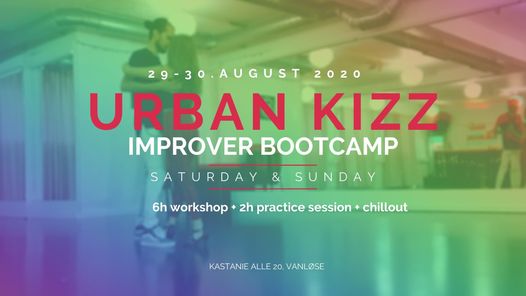 29-30.AUGUST 2020
URBAN KIZZ
IMPROVER BOOTCAMP
SATURDAY & SUNDAY
6h workshop + 2h practice session + chillout
KASTANIE ALLE 20, VANLØSE